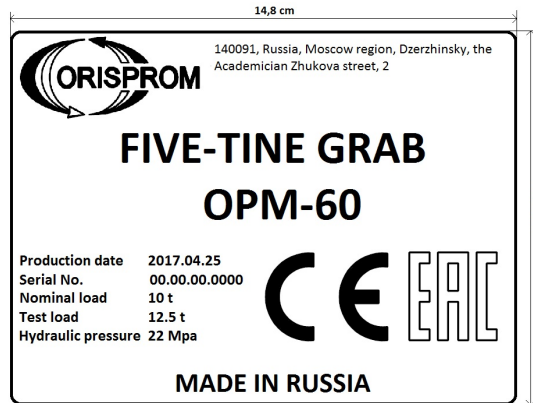 14,8 cm
ORISPROM
140091, Russia, Moscow region, Dzerzhinsky, the
Academician Zhukova street, 2
FIVE-TINE GRAB
OPM-60
Production date 2017.04.25
Serial No. 00.00.00.0000
Nominal load 10 t
Test load 12.5 t
Hydraulic pressure 22 Mpa
CE EAC
MADE IN RUSSIA